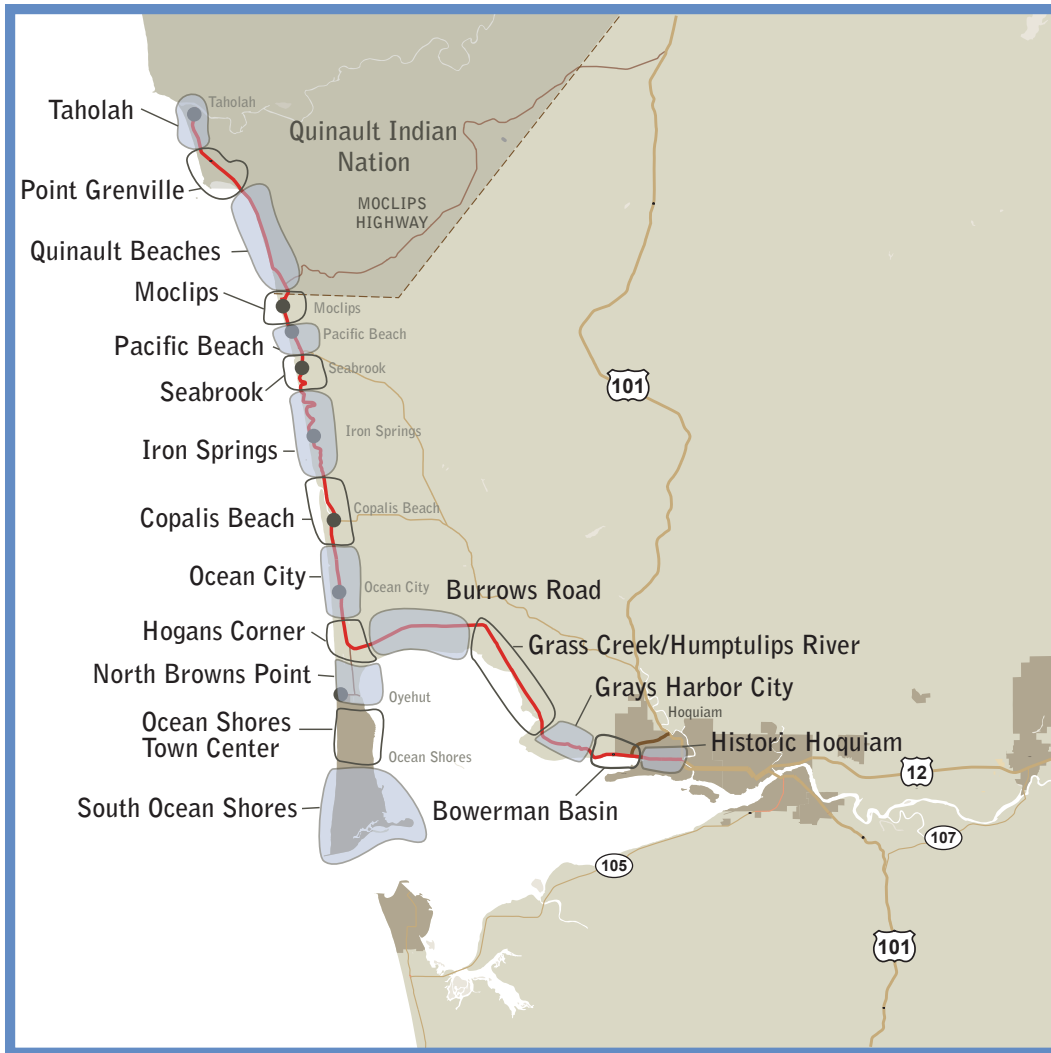 Taholah
Taholah
Quinault Indian
Nation
Point Grenville
MOCLIPS
HIGHWAY
Quinault Beaches
Moclips
Moclips
Pacific Beach
Pacific Beach
Seabrook
Seabrook
101
Iron Springs
Iron Springs
Copalis Beach
Copalis Beach
Ocean City
Ocean City
Burrows Road
Hogans Corner
Grass Creek/Humptulips River
North Browns Point
Oyehut
Grays Harbor City
Hoquiam
Ocean Shores
Town Center
Ocean Shores
Historic Hoquiam
12
South Ocean Shores
Bowerman Basin
107
105
101